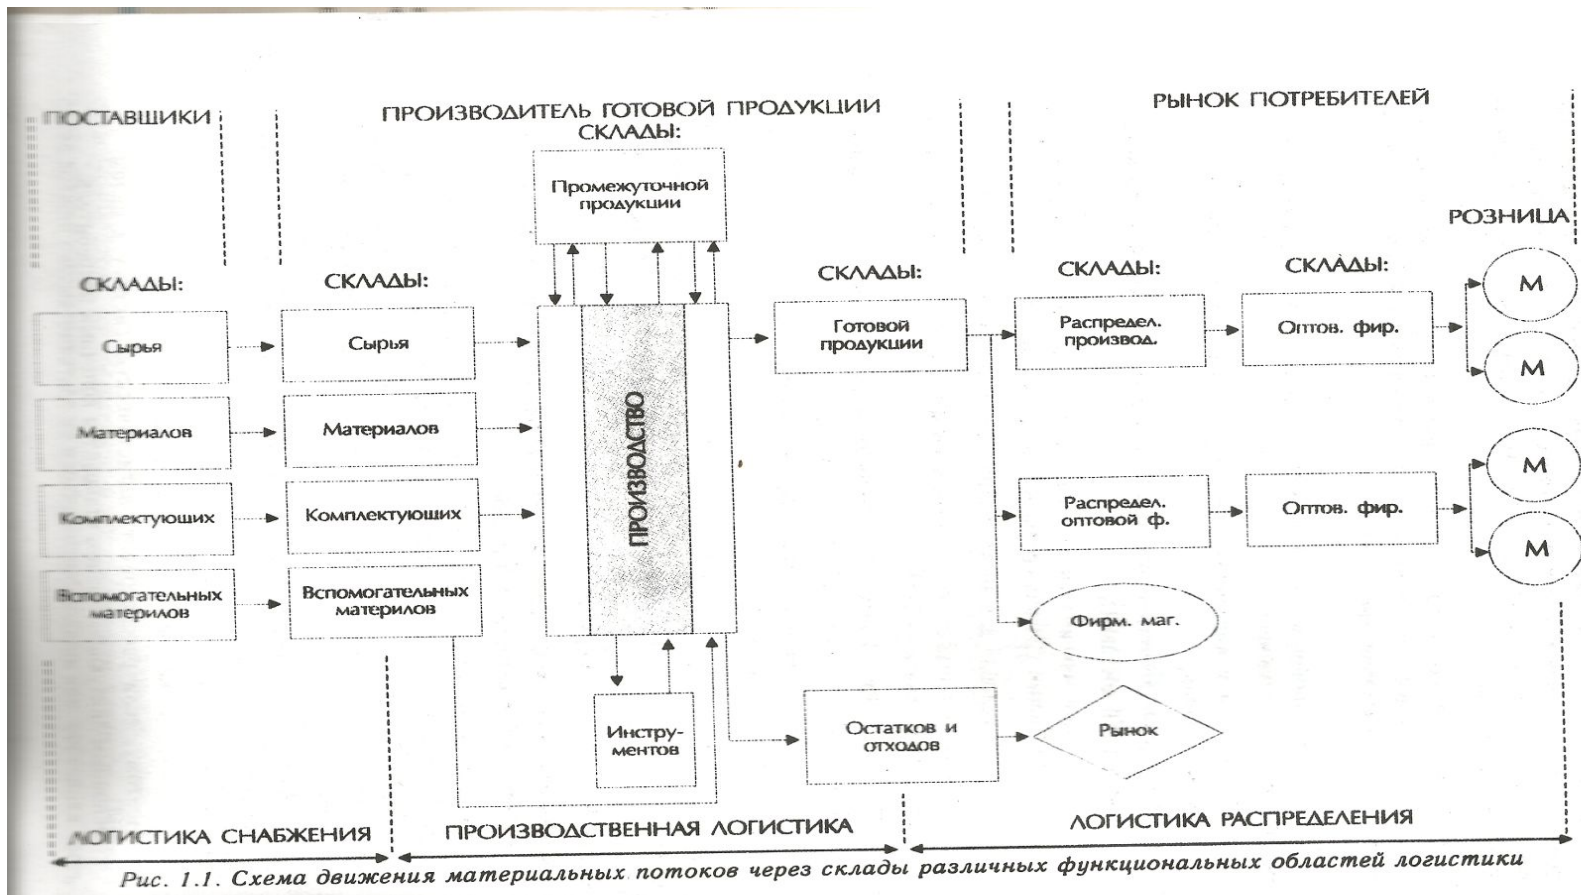 ПОСТАВЩИКИ
ПРОИЗВОДИТЕЛЬ ГОТОВОЙ ПРОДУКЦИИ
РЫНОК ПОТРЕБИТЕЛЕЙ
СКЛАДЫ:
Промежуточной
продукции
РОЗНИЦА
СКЛАДЫ:
СКЛАДЫ:
СКЛАДЫ:
СКЛАДЫ:
СКЛАДЫ:
Сырья
Сырья
Готовой
продукции
Распредел.
производ.
Оптов. фир.
М
М
Материалов
Материалов
ПРОИЗВОДСТВО
Комплектующих
Комплектующих
Распредел.
оптовой ф.
Оптов. фир.
М
М
Вспомогательных
материлов
Вспомогательных
материлов
Фирм. маг.
Инстру-
ментов
Остатков и
отходов
Рынок
ЛОГИСТИКА СНАБЖЕНИЯ
ПРОИЗВОДСТВЕННАЯ ЛОГИСТИКА
ЛОГИСТИКА РАСПРЕДЕЛЕНИЯ
Рис. 1.1. Схема движения материальных потоков через склады различных функциональных областей логистики